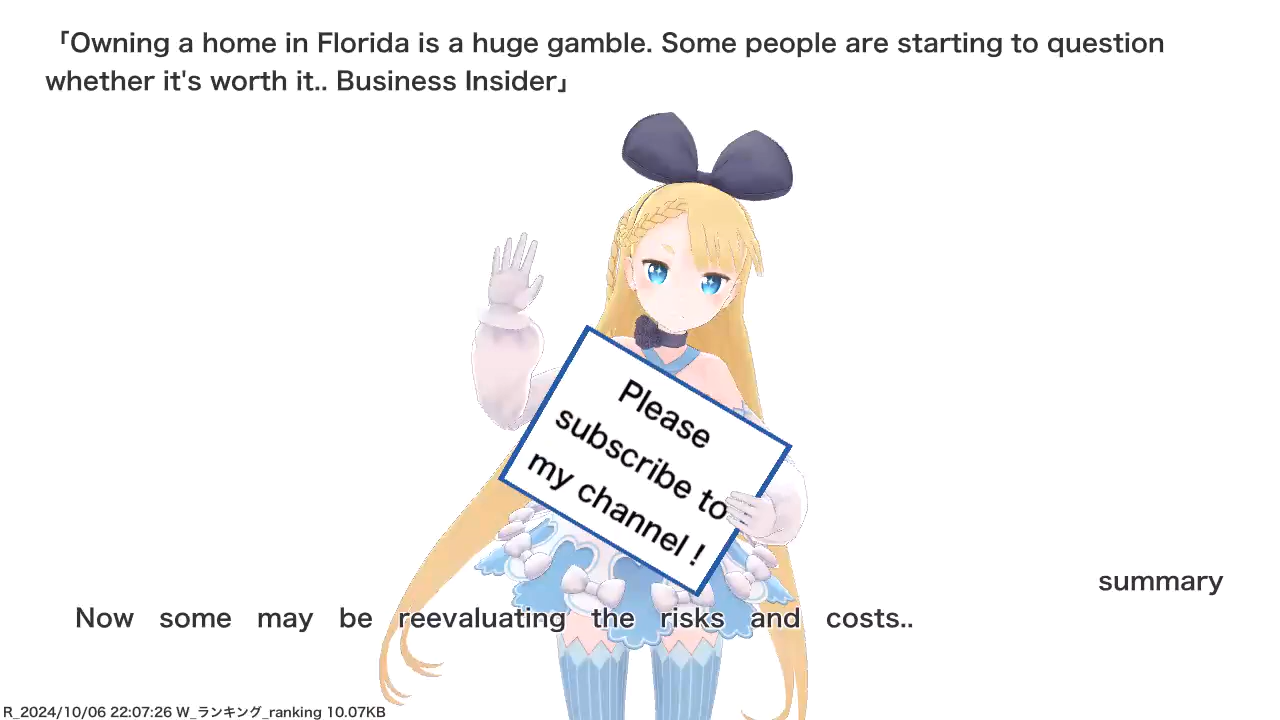 「Owning a home in Florida is a huge gamble. Some people are starting to question
whether it's worth it.. Business Insider」
Please
subscribe to
my channel !
summary
Now some may be reevaluating the risks and costs..
R_2024/10/06 22:07:26 W_ランキング_ranking 10.07KB